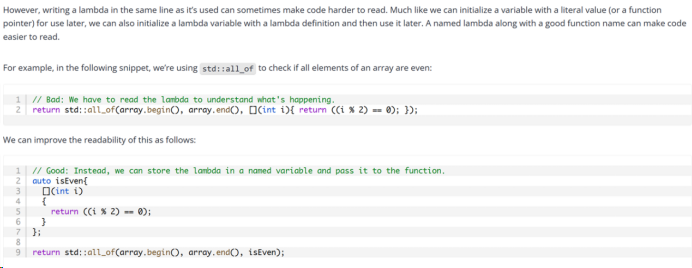 However, writing a lambda in the same line as it's used can sometimes make code harder to read. Much like we can initialize a variable with a literal value (or a function
pointer) for use later, we can also initialize a lambda variable with a lambda definition and then use it later. A named lambda along with a good function name can make code
easier to read.
For example, in the following snippet, we're using std::all_of to check if all elements of an array are even:
1 // Bad: We have to read the lambda to understand what's happening.
2 return std::all_of(array.begin(), array.end(), [](int i){ return ((i % 2) == 0); });
We can improve the readability of this as follows:
1 // Good: Instead, we can store the lambda in a named variable and pass it to the function.
2 auto isEven{
3 [](int i)
4 {
5 return ((i % 2) == 0);
6 }
7 };
8
9 return std::all_of(array.begin(), array.end(), isEven);